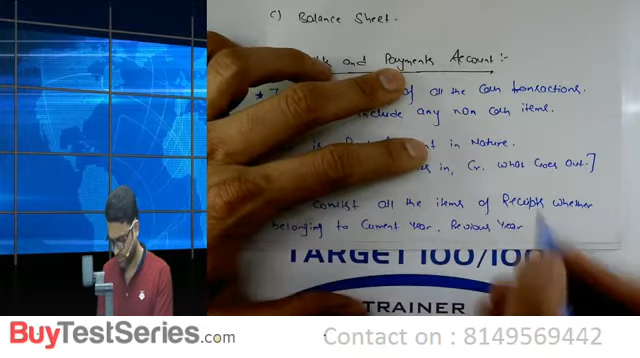 c) Balance Sheet.
and Payments Account :-
* of all the Cash transactions.
include any non Cash items.
is in Nature.
in, Cr. What Goes Out.]
Consist all the items of Receipts whether
belonging to Current Year, Revious Year
TARGET 100/100
TRAINER
BuyTestSeries.com
Contact on : 8149569442